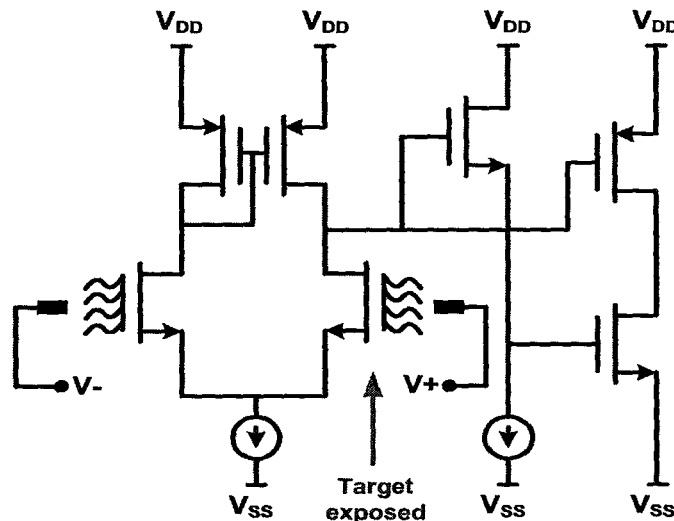 VDD VDD VDD VDD
V- V+
VSS VSS VSS
Target
exposed